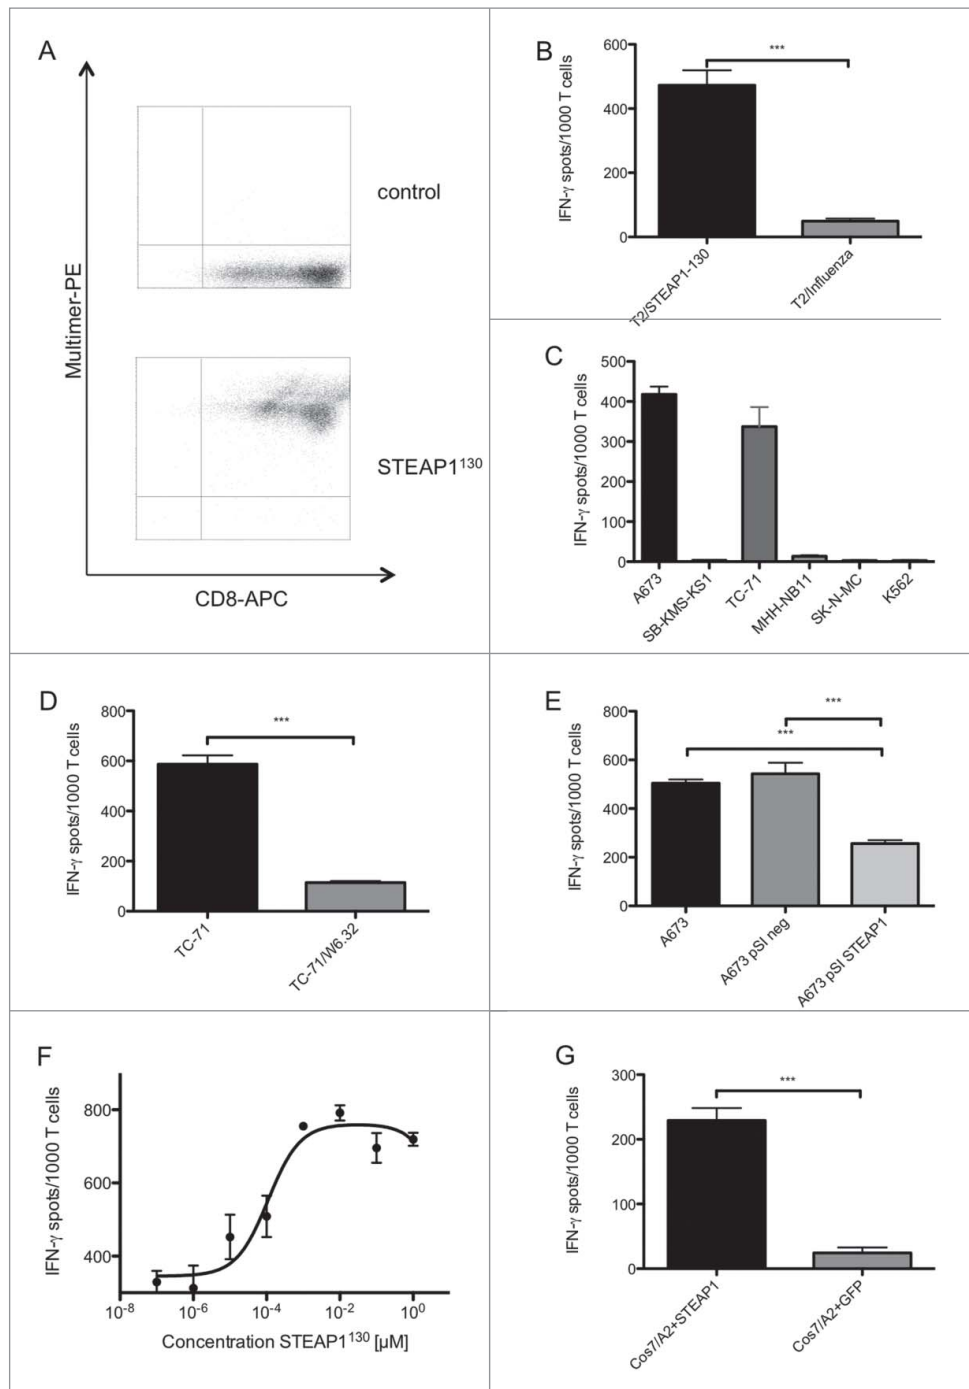 A
control
STEAP1¹³⁰
Multimer-PE
CD8-APC
B
IFN-γ spots/1000 T cells
600
400
200
0
***
T2/STEAP1-130
T2/Influenza
C
IFN-γ spots/1000 T cells
500
400
300
200
100
0
A673
SB-KMS-KS1
TC-71
MHH-NB11
SK-N-MC
K562
D
IFN-γ spots/1000 T cells
800
600
400
200
0
***
TC-71
TC-71/W6.32
E
IFN-γ spots/1000 T cells
800
600
400
200
0
***
***
A673
A673 pSI neg
A673 pSI STEAP1
F
IFN-γ spots/1000 T cells
800
600
400
10⁻⁸
10⁻⁶
10⁻⁴
10⁻²
10⁰
Concentration STEAP1¹³⁰ [µM]
G
IFN-γ spots/1000 T cells
300
200
100
0
***
Cos7/A2+STEAP1
Cos7/A2+GFP